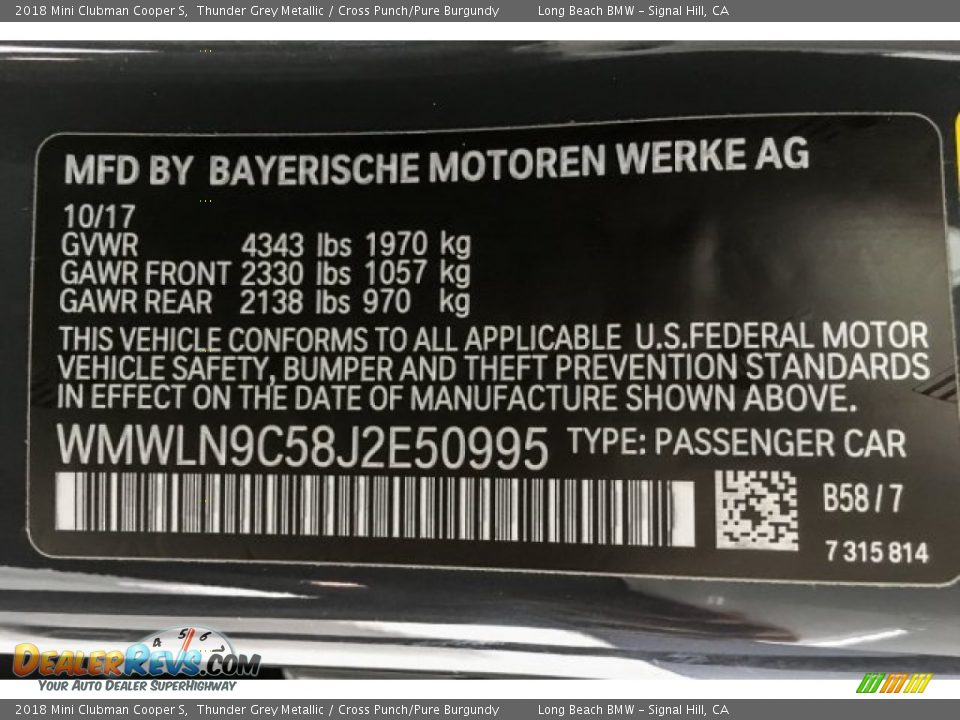 2018 Mini Clubman Cooper S, Thunder Grey Metallic / Cross Punch/Pure Burgundy Long Beach BMW - Signal Hill, CA
MFD BY BAYERISCHE MOTOREN WERKE AG
10/17
GVWR 4343 lbs 1970 kg
GAWR FRONT 2330 lbs 1057 kg
GAWR REAR 2138 lbs 970 kg
THIS VEHICLE CONFORMS TO ALL APPLICABLE U.S.FEDERAL MOTOR
VEHICLE SAFETY, BUMPER AND THEFT PREVENTION STANDARDS
IN EFFECT ON THE DATE OF MANUFACTURE SHOWN ABOVE.
WMWLN9C58J2E50995 TYPE: PASSENGER CAR
B58 / 7
7 315 814
4 5 6
DEALERREVS.COM
YOUR AUTO DEALER SUPERHIGHWAY
2018 Mini Clubman Cooper S, Thunder Grey Metallic / Cross Punch/Pure Burgundy Long Beach BMW - Signal Hill, CA